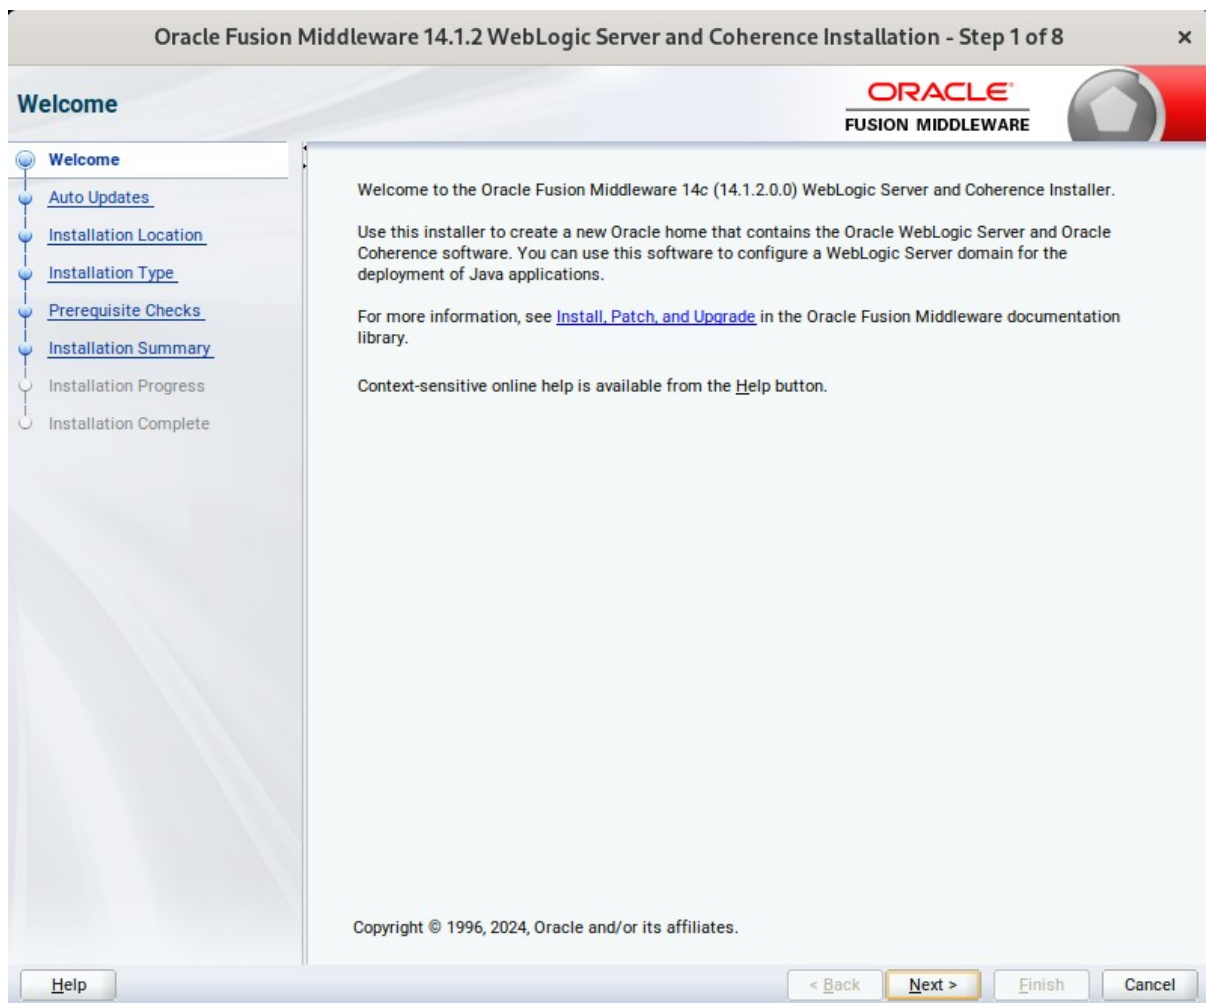 Oracle Fusion Middleware 14.1.2 WebLogic Server and Coherence Installation - Step 1 of 8
Welcome
ORACLE
FUSION MIDDLEWARE
Welcome
Auto Updates
Installation Location
Installation Type
Prerequisite Checks
Installation Summary
Installation Progress
Installation Complete
Welcome to the Oracle Fusion Middleware 14c (14.1.2.0.0) WebLogic Server and Coherence Installer.
Use this installer to create a new Oracle home that contains the Oracle WebLogic Server and Oracle
Coherence software. You can use this software to configure a WebLogic Server domain for the
deployment of Java applications.
For more information, see Install, Patch, and Upgrade in the Oracle Fusion Middleware documentation
library.
Context-sensitive online help is available from the Help button.
Copyright © 1996, 2024, Oracle and/or its affiliates.
Help
< Back
Next >
Finish
Cancel